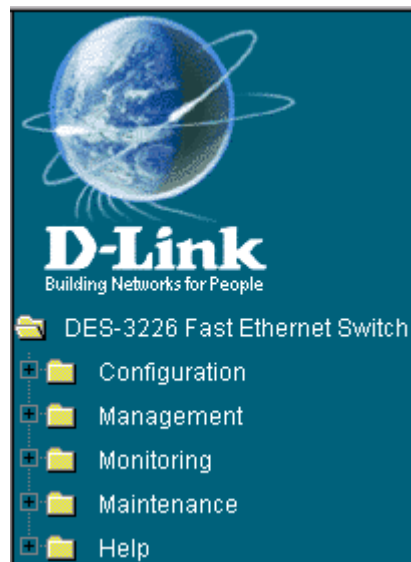 D-Link
Building Networks for People
DES-3226 Fast Ethernet Switch
Configuration
Management
Monitoring
Maintenance
Help